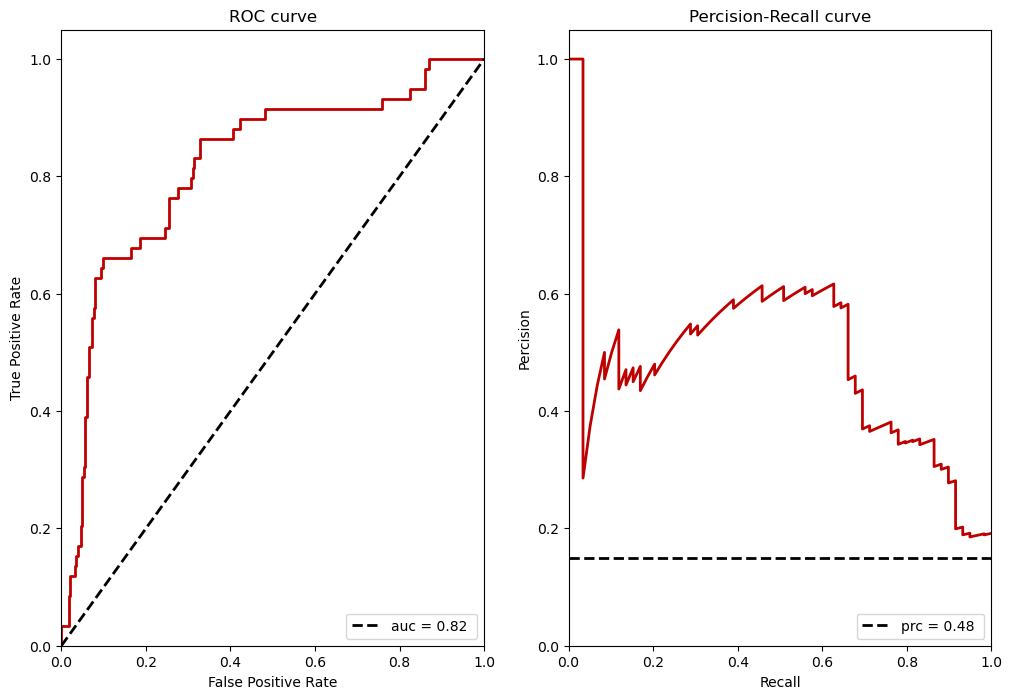 ROC curve
1.0
0.8
0.6
0.4
0.2
0.0
True Positive Rate
0.0 0.2 0.4 0.6 0.8 1.0
False Positive Rate
auc = 0.82
Percision-Recall curve
1.0
0.8
0.6
0.4
0.2
0.0
Percision
0.0 0.2 0.4 0.6 0.8 1.0
Recall
prc = 0.48